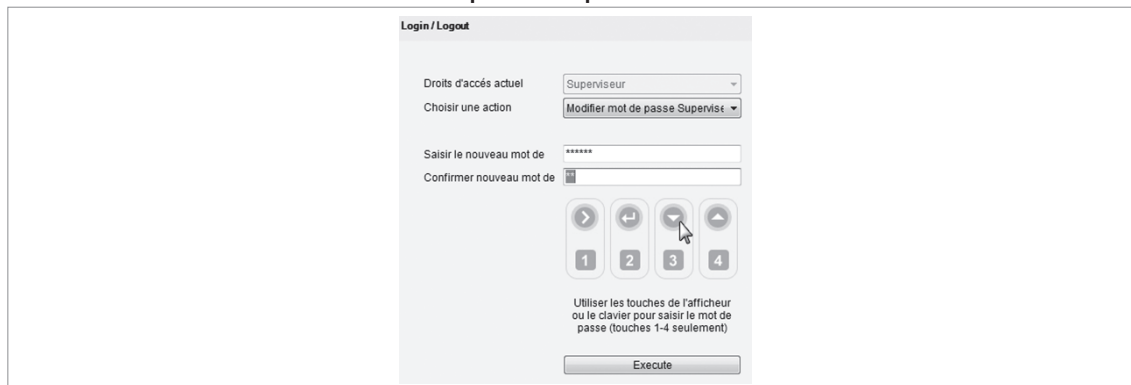 Login / Logout
Droits d'accés actuel
Superviseur
Choisir une action
Modifier mot de passe Supervise
Saisir le nouveau mot de
******
Confirmer nouveau mot de
**
1 2 3 4
Utiliser les touches de l'afficheur
ou le clavier pour saisir le mot de
passe (touches 1-4 seulement)
Execute